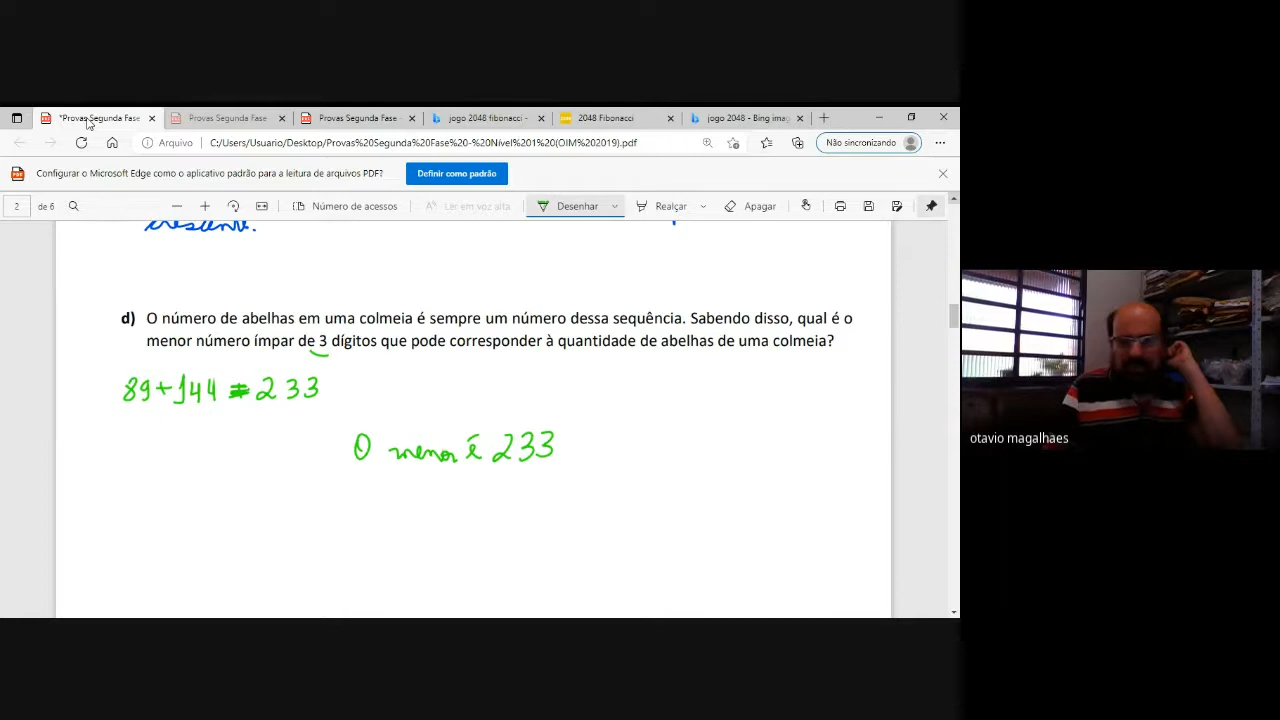 *Provas Segunda Fase
Provas Segunda Fase
Provas Segunda Fase
jogo 2048 fibonacci -
2048 Fibonacci
jogo 2048 - Bing imag
Arquivo
C:/Users/Usuario/Desktop/Provas%20Segunda%20Fase%20-%20Nível%201%20(OIM%202019).pdf
Não sincronizando
Configurar o Microsoft Edge como o aplicativo padrão para a leitura de arquivos PDF?
Definir como padrão
2 de 6
Número de acessos
Ler em voz alta
Desenhar
Realçar
Apagar
d) O número de abelhas em uma colmeia é sempre um número dessa sequência. Sabendo disso, qual é o
menor número ímpar de 3 dígitos que pode corresponder à quantidade de abelhas de uma colmeia?
89+144 = 233
O menor é 233
otavio magalhaes